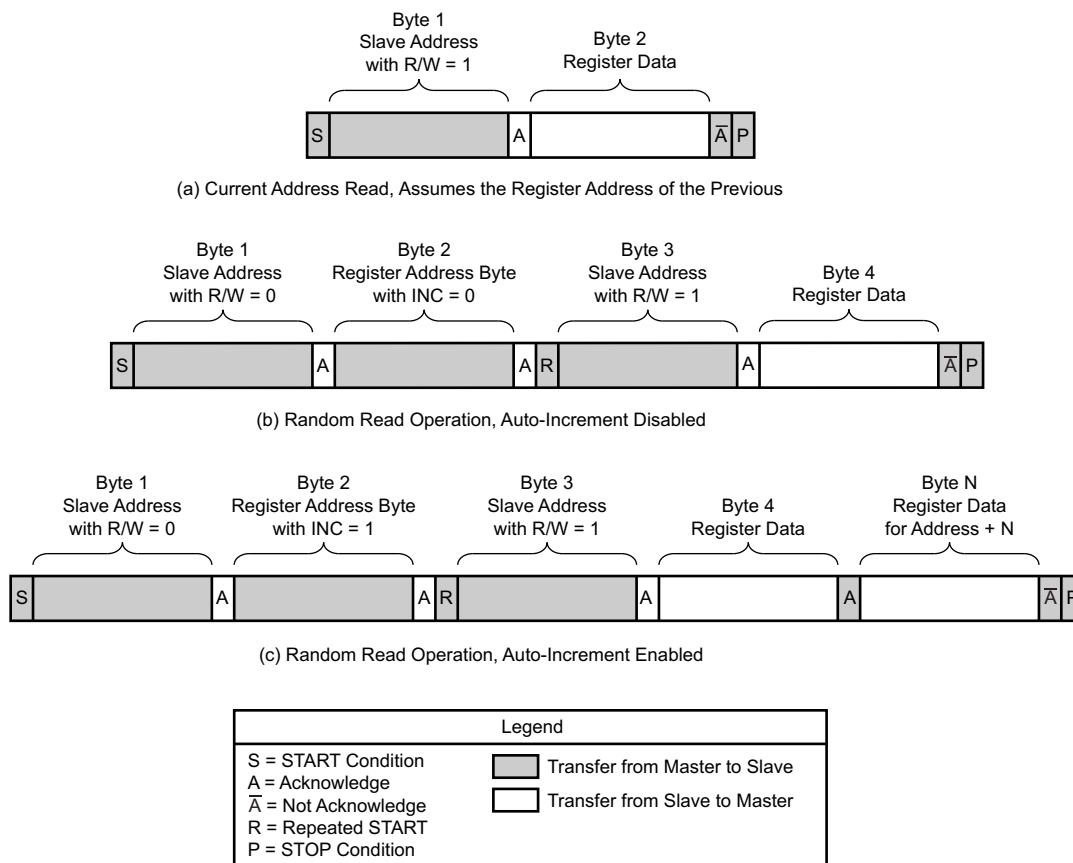 Byte 1
Slave Address
with R/W = 1
Byte 2
Register Data
S A A̅ P
(a) Current Address Read, Assumes the Register Address of the Previous
Byte 1
Slave Address
with R/W = 0
Byte 2
Register Address Byte
with INC = 0
Byte 3
Slave Address
with R/W = 1
Byte 4
Register Data
S A A R A A̅ P
(b) Random Read Operation, Auto-Increment Disabled
Byte 1
Slave Address
with R/W = 0
Byte 2
Register Address Byte
with INC = 1
Byte 3
Slave Address
with R/W = 1
Byte 4
Register Data
Byte N
Register Data
for Address + N
S A A R A A A̅ P
(c) Random Read Operation, Auto-Increment Enabled
Legend
S = START Condition
A = Acknowledge
A̅ = Not Acknowledge
R = Repeated START
P = STOP Condition
Transfer from Master to Slave
Transfer from Slave to Master